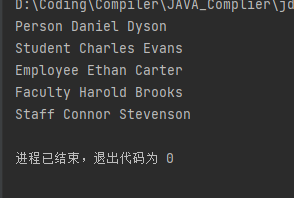 D:\Coding\Compiler\JAVA_Complier\jd
Person Daniel Dyson
Student Charles Evans
Employee Ethan Carter
Faculty Harold Brooks
Staff Connor Stevenson
进程已结束，退出代码为 0